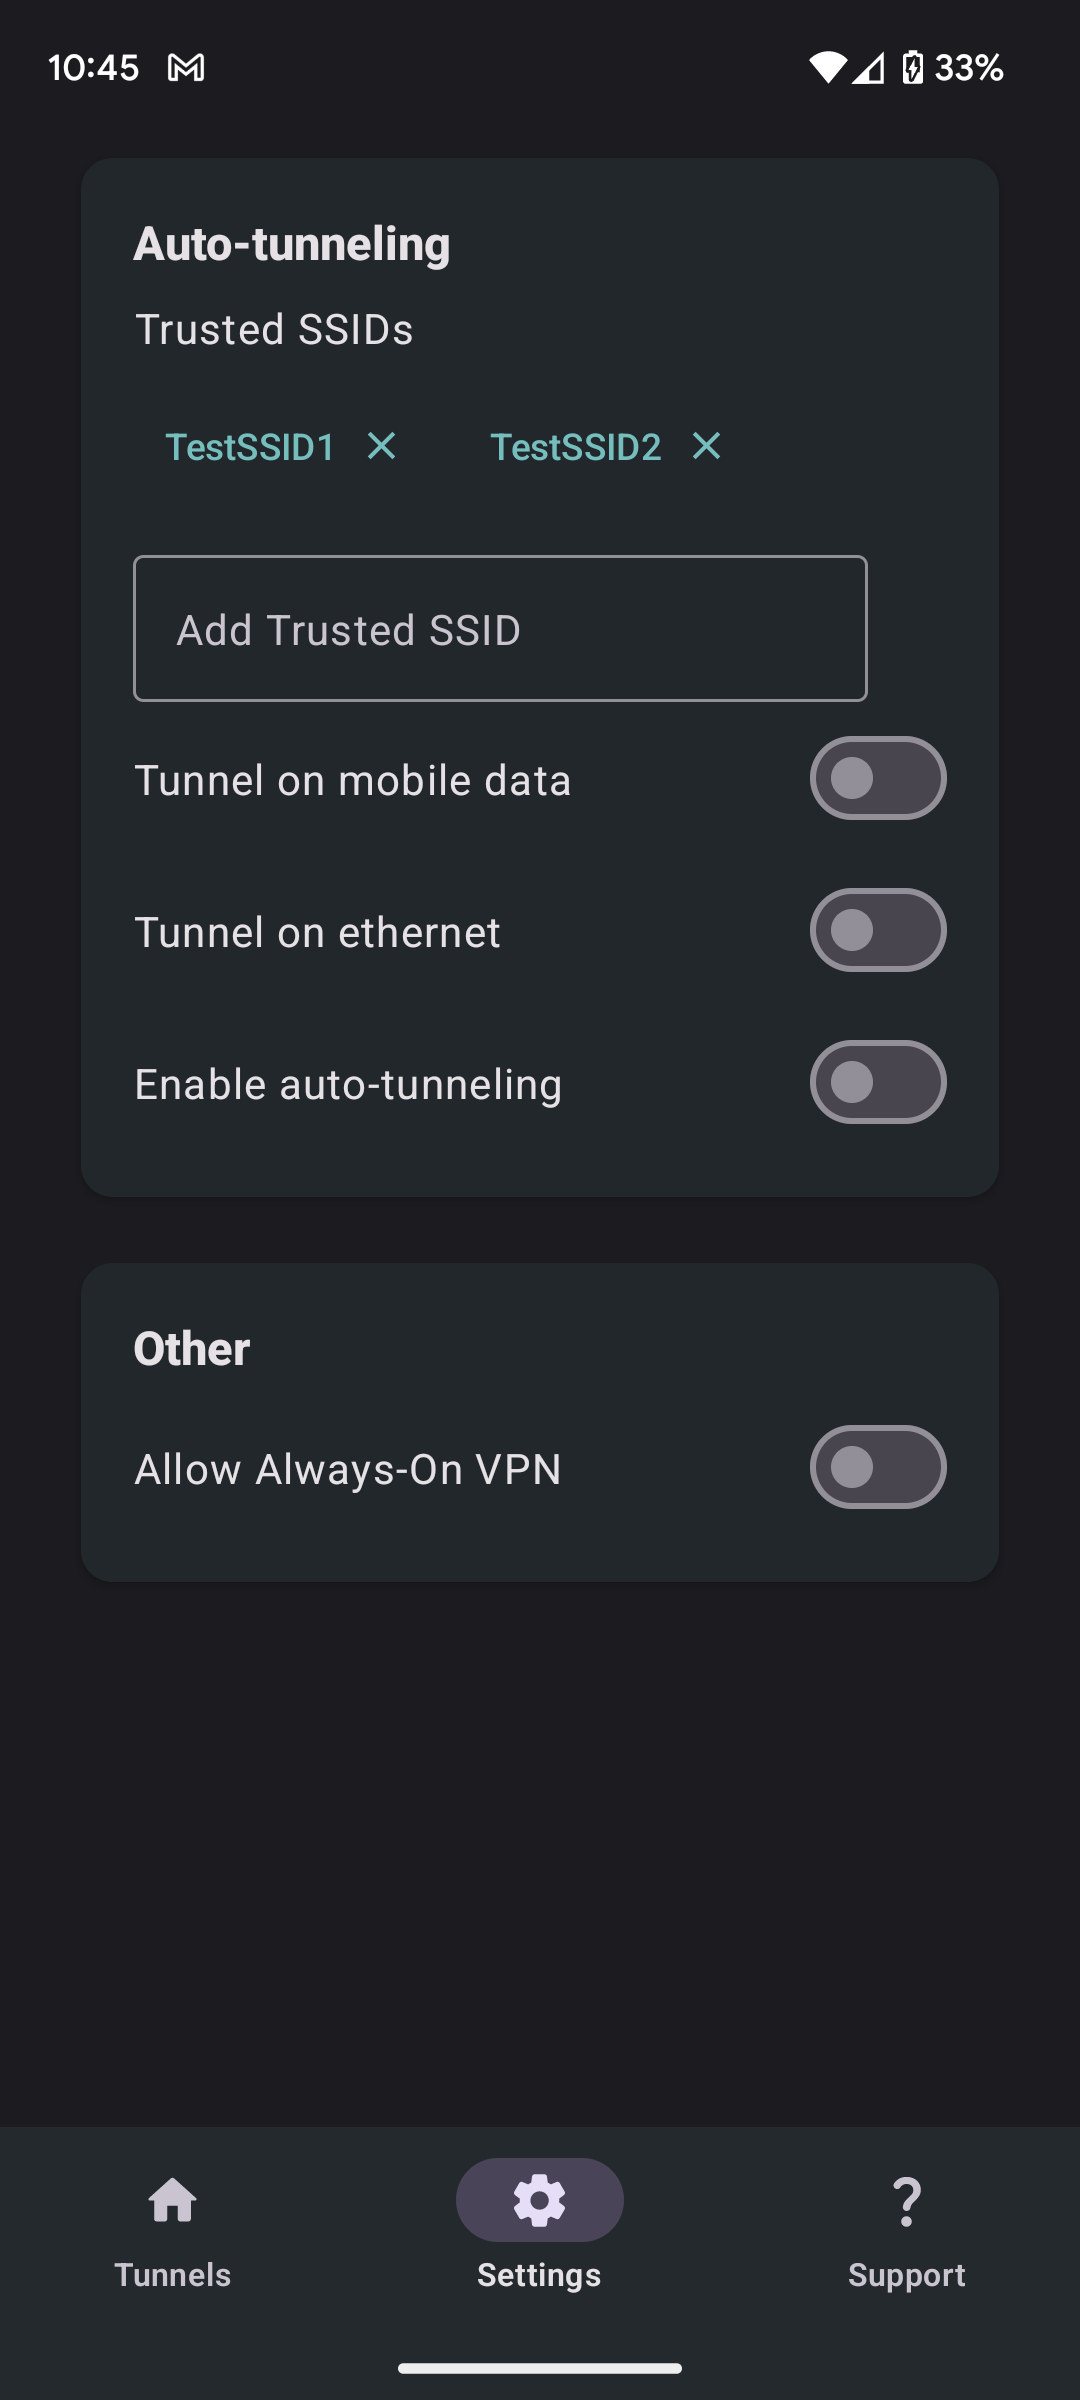 10:45 33%
Auto-tunneling
Trusted SSIDs
TestSSID1 TestSSID2
Add Trusted SSID
Tunnel on mobile data
Tunnel on ethernet
Enable auto-tunneling
Other
Allow Always-On VPN
Tunnels Settings Support